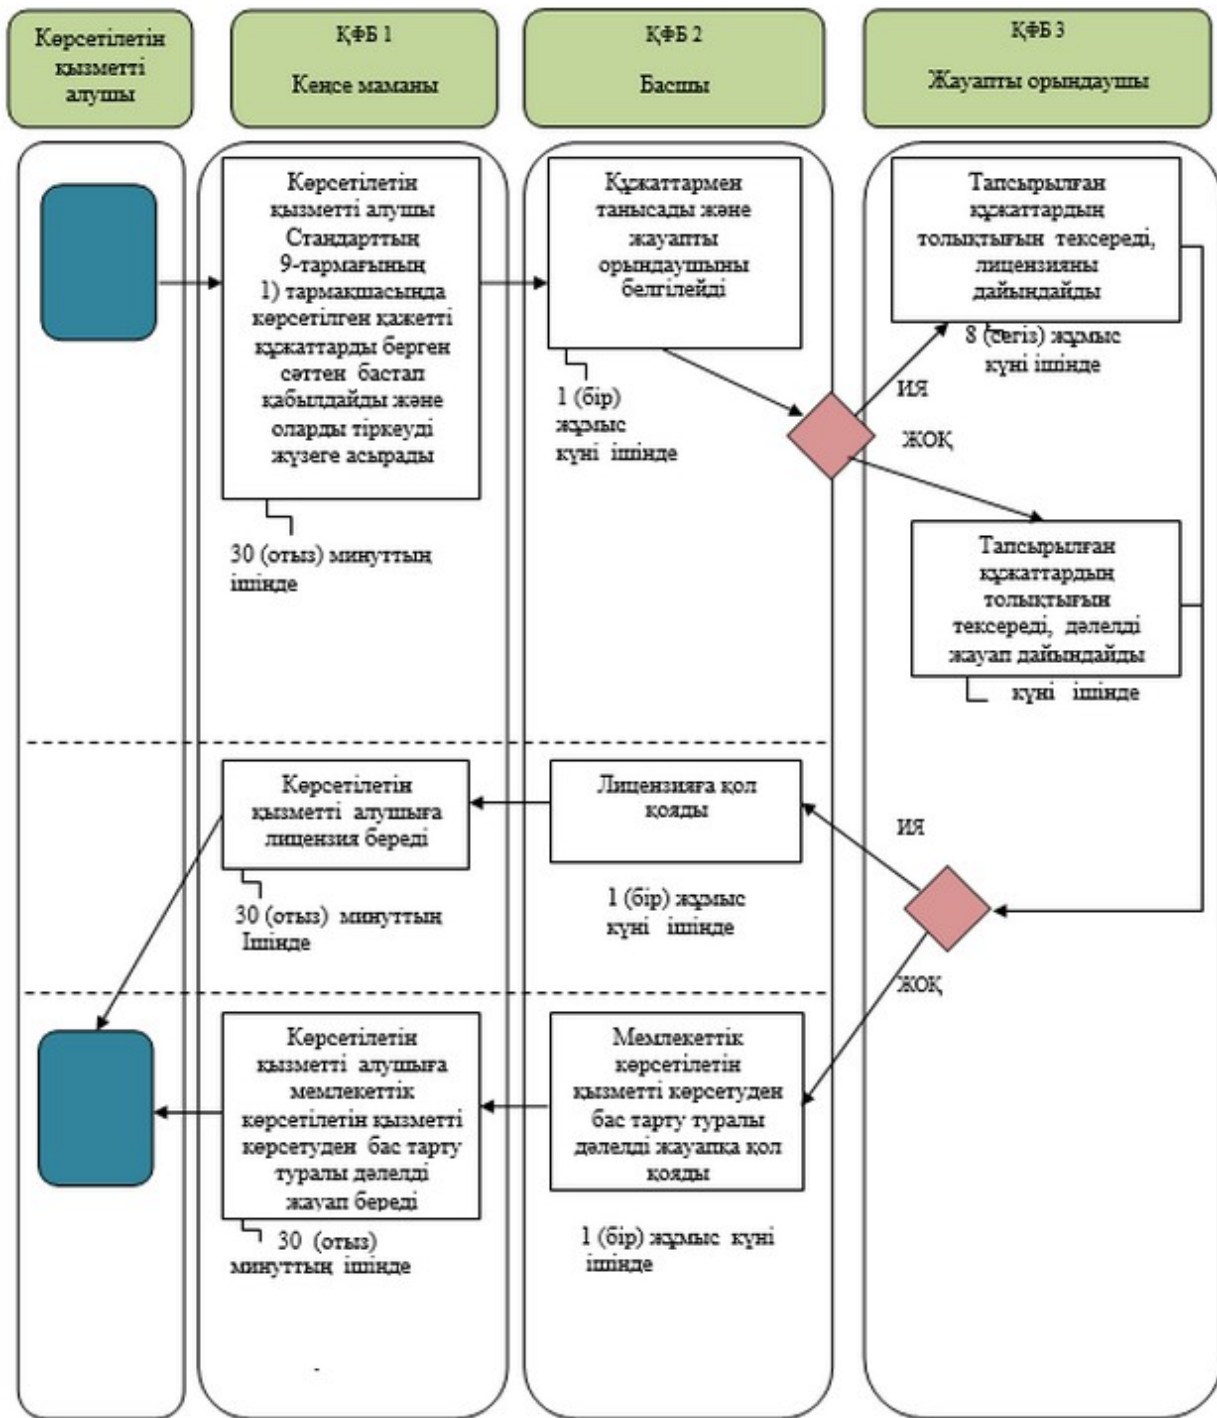 Көрсетілетін
қызметті
алушы
ҚФБ 1
Кеңсе маманы
ҚФБ 2
Басшы
ҚФБ 3
Жауапты орындаушы
Көрсетілетін
қызметті алушы
Стандарттың
9-тармағының
1) тармақшасында
көрсетілген қажетті
құжаттарды берген
сәттен бастап
қабылдайды және
оларды тіркеуді
жүзеге асырады
30 (отыз) минуттың
ішінде
Құжаттармен
танысады және
жауапты
орындаушыны
белгілейді
1 (бір)
жұмыс
күні ішінде
Тапсырылған
құжаттардың
толықтығын тексереді,
лицензияны
дайындайды
8 (сегіз) жұмыс
күні ішінде
ИЯ
ЖОҚ
Тапсырылған
құжаттардың
толықтығын
тексереді, дәлелді
жауап дайындайды
күні ішінде
Көрсетілетін
қызметті алушыға
лицензия береді
30 (отыз) минуттың
Ішінде
Лицензияға қол
қояды
1 (бір) жұмыс
күні ішінде
ИЯ
ЖОҚ
Көрсетілетін
қызметті алушыға
мемлекеттік
көрсетілетін қызметті
көрсетуден бас тарту
туралы дәлелді
жауап береді
30 (отыз)
минуттың ішінде
Мемлекеттік
көрсетілетін
қызметті көрсетуден
бас тарту туралы
дәлелді жауапқа қол
қояды
1 (бір) жұмыс күні
ішінде
-